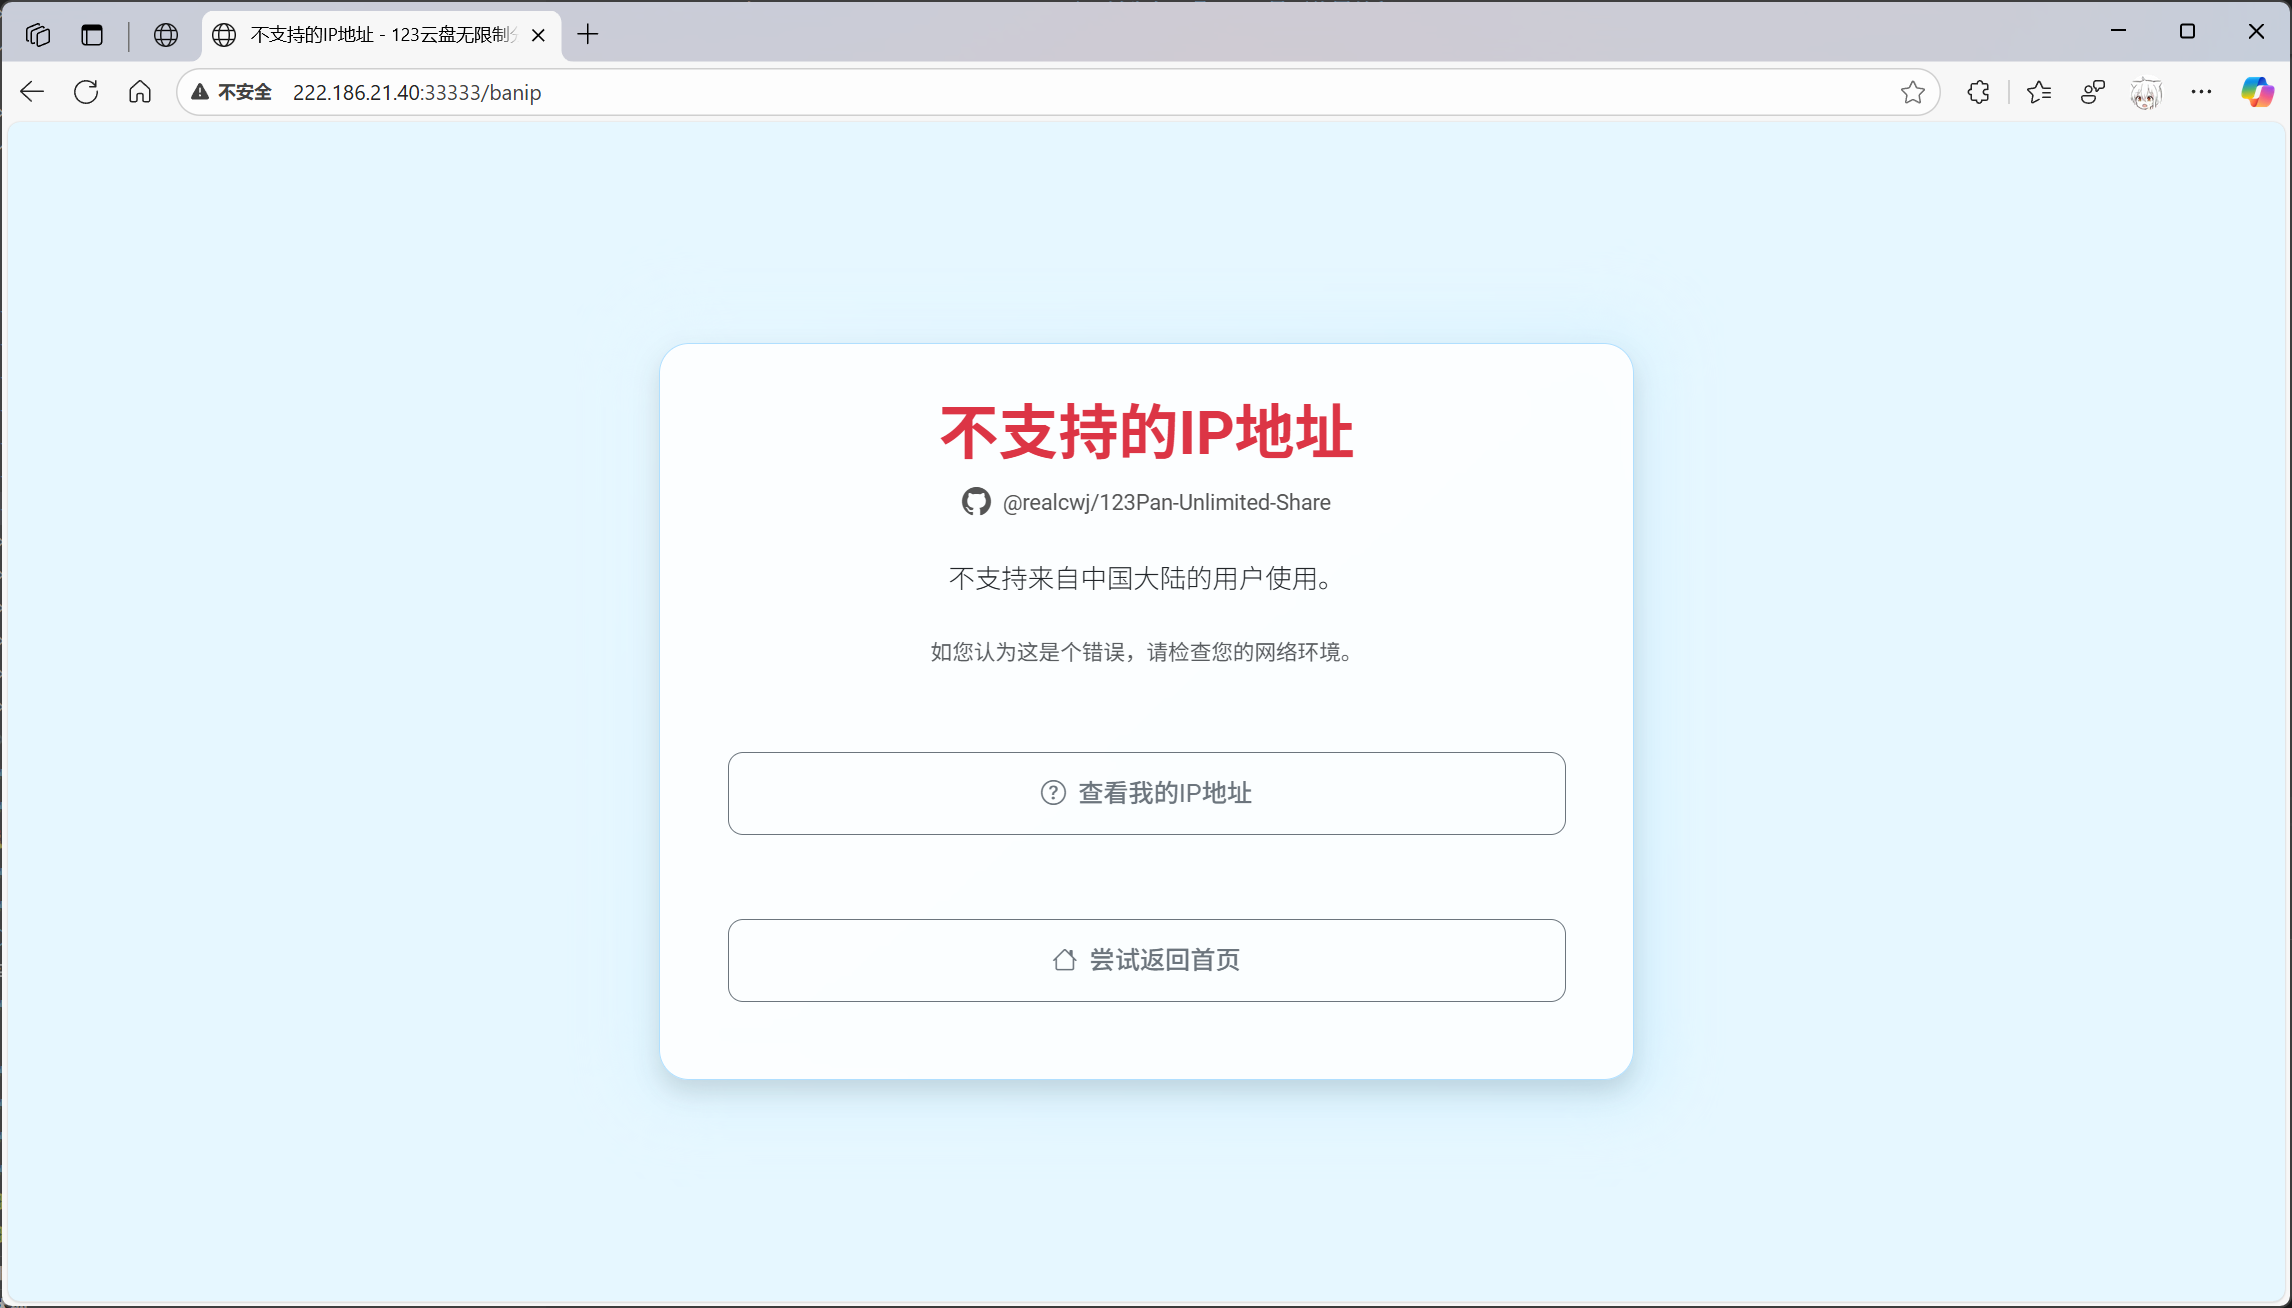 不支持的IP地址 - 123云盘无限制
不安全 222.186.21.40:33333/banip
不支持的IP地址
@realcwj/123Pan-Unlimited-Share
不支持来自中国大陆的用户使用。
如您认为这是个错误，请检查您的网络环境。
查看我的IP地址
尝试返回首页